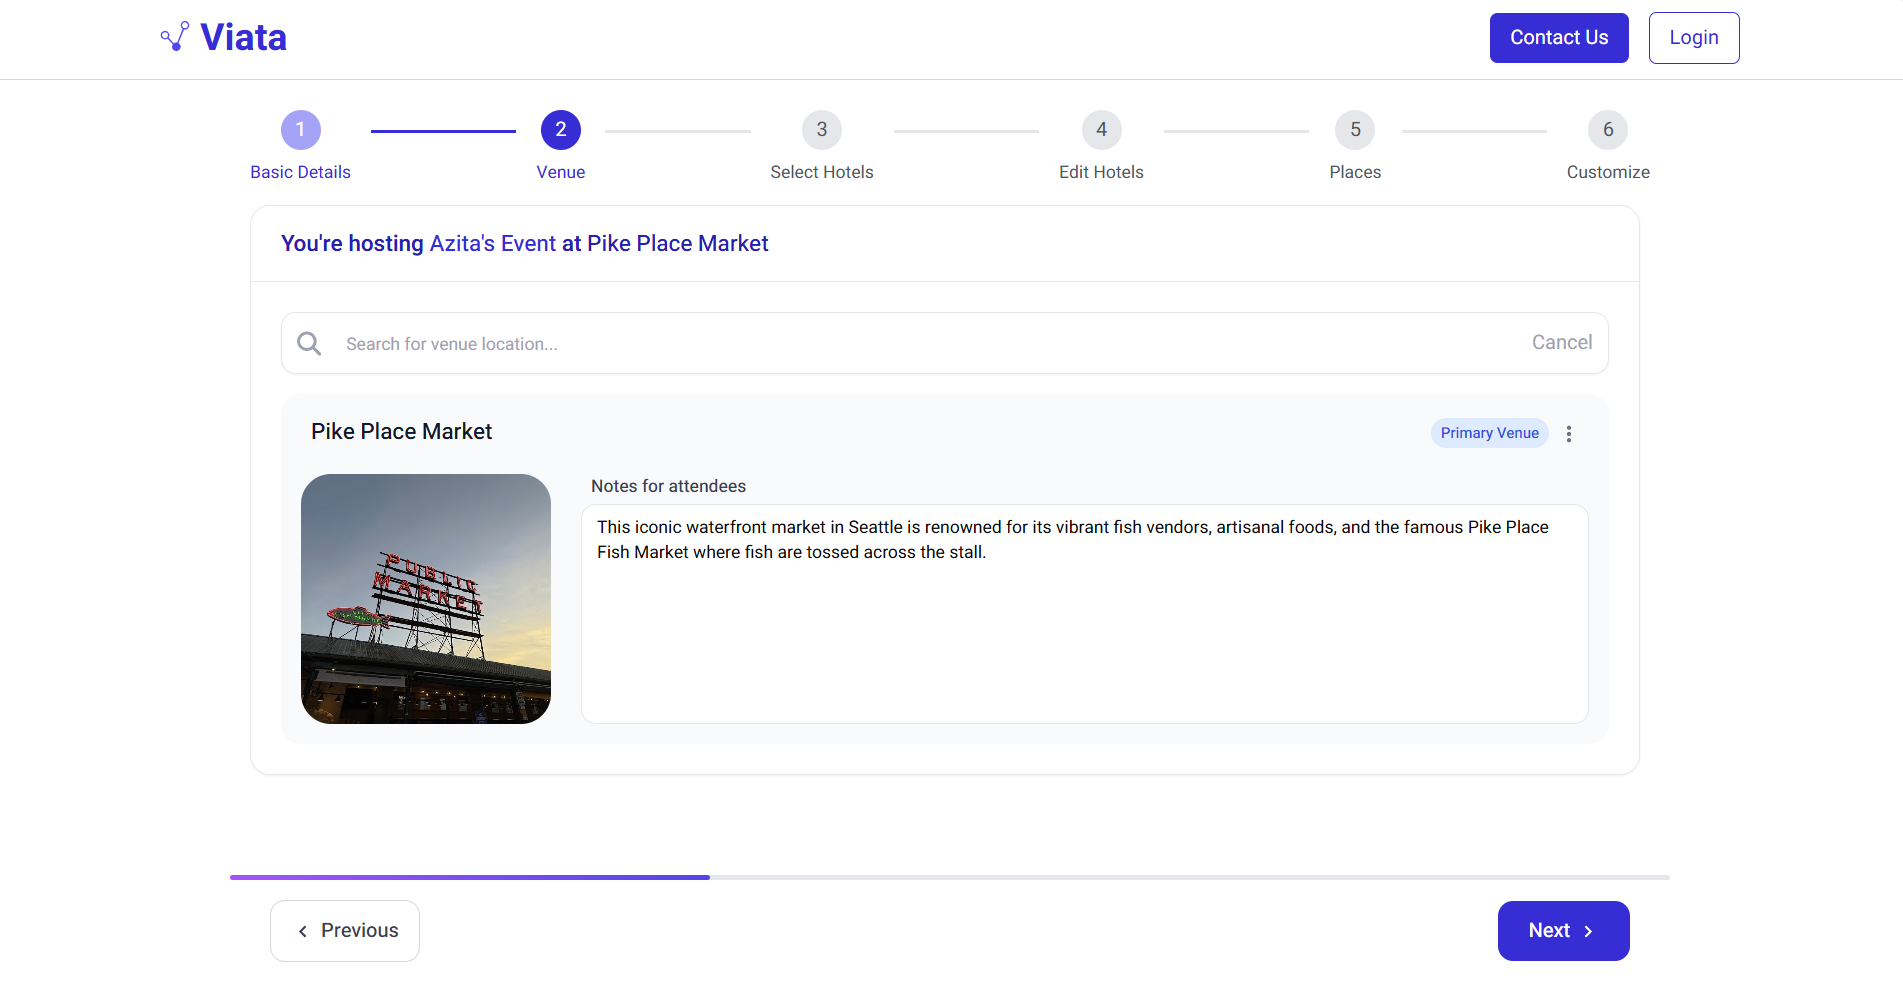 Viata
Contact Us
Login
1
2
3
4
5
6
Basic Details
Venue
Select Hotels
Edit Hotels
Places
Customize
You're hosting Azita's Event at Pike Place Market
Search for venue location...
Cancel
Pike Place Market
Primary Venue
Notes for attendees
This iconic waterfront market in Seattle is renowned for its vibrant fish vendors, artisanal foods, and the famous Pike Place
Fish Market where fish are tossed across the stall.
PUBLIC
MARKET
Previous
Next